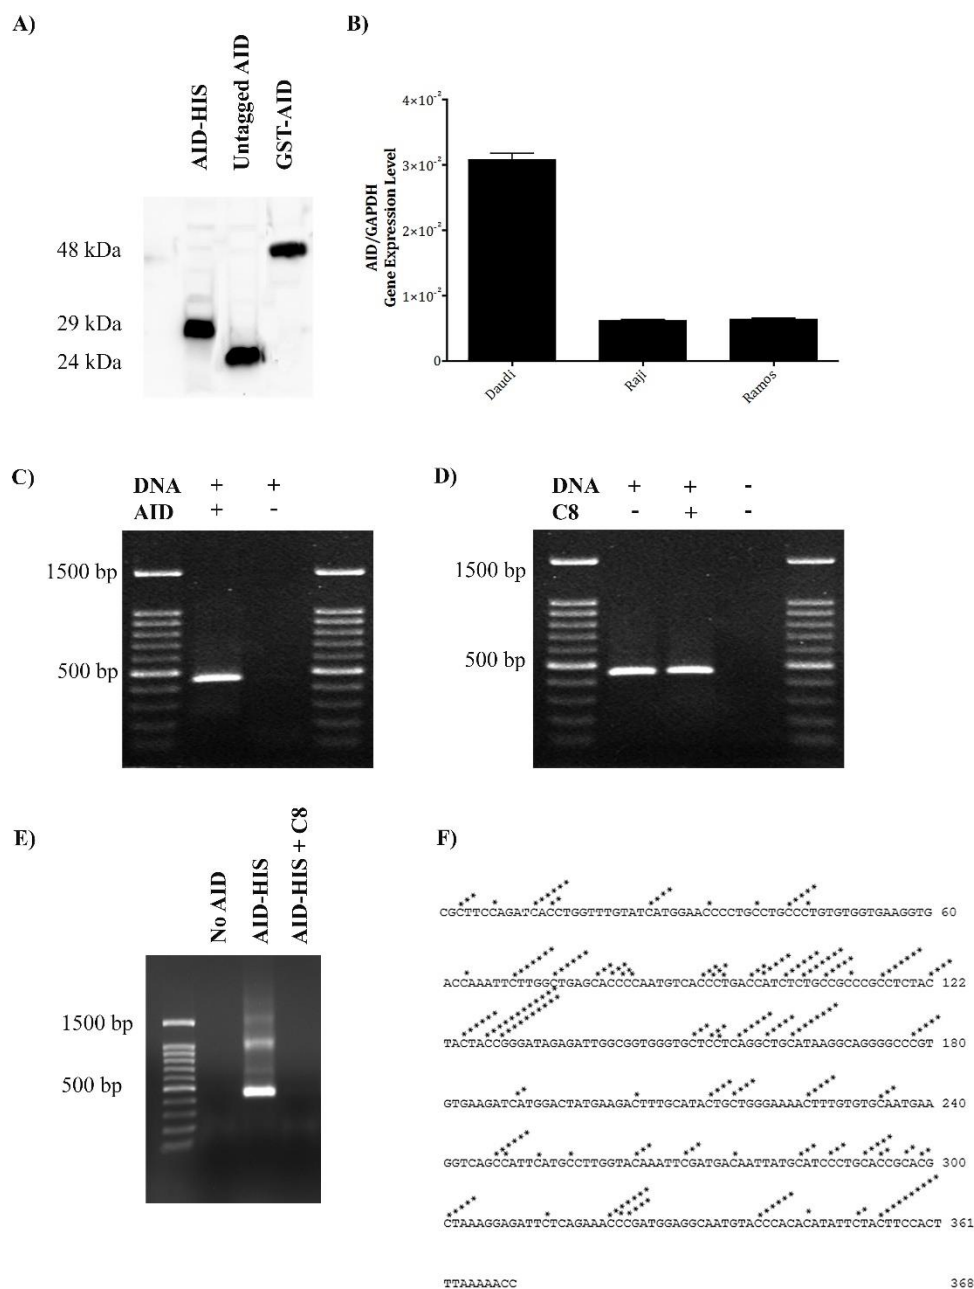 A)
AID-HIS
Untagged AID
GST-AID
48 kDa
29 kDa
24 kDa
B)
AID/GAPDH
Gene Expression Level
4×10⁻²
3×10⁻²
2×10⁻²
1×10⁻²
0
Daudi
Raji
Ramos
C)
DNA + +
AID + -
1500 bp
500 bp
D)
DNA + + -
C8 - + -
1500 bp
500 bp
E)
No AID
AID-HIS
AID-HIS + C8
1500 bp
500 bp
F)
CGCTTCCAGATCACCTGGTTTGTATCATGGAACCCCTGCCTGCCCTGTGTGGTGAAGGTG 60
ACCAAATTCTTGGCTGAGCACCCCAATGTCACCCTGACCATCTCTGCCGCCCGCCTCTAC 122
TACTACCGGGATAGAGATTGGCGGTGGGTGCTCCTCAGGCTGCATAAGGCAGGGGCCCGT 180
GTGAAGATCATGGACTATGAAGACTTTGCATACTGCTGGGAAAACTTTGTGTGCAATGAA 240
GGTCAGCCATTCATGCCTTGGTACAAATTCGATGACAATTATGCATCCCTGCACCGCACG 300
CTAAAGGAGATTCTCAGAAACCCGATGGAGGCAATGTACCCACACATATTCTACTTCCACT 361
TTAAAAACC 368